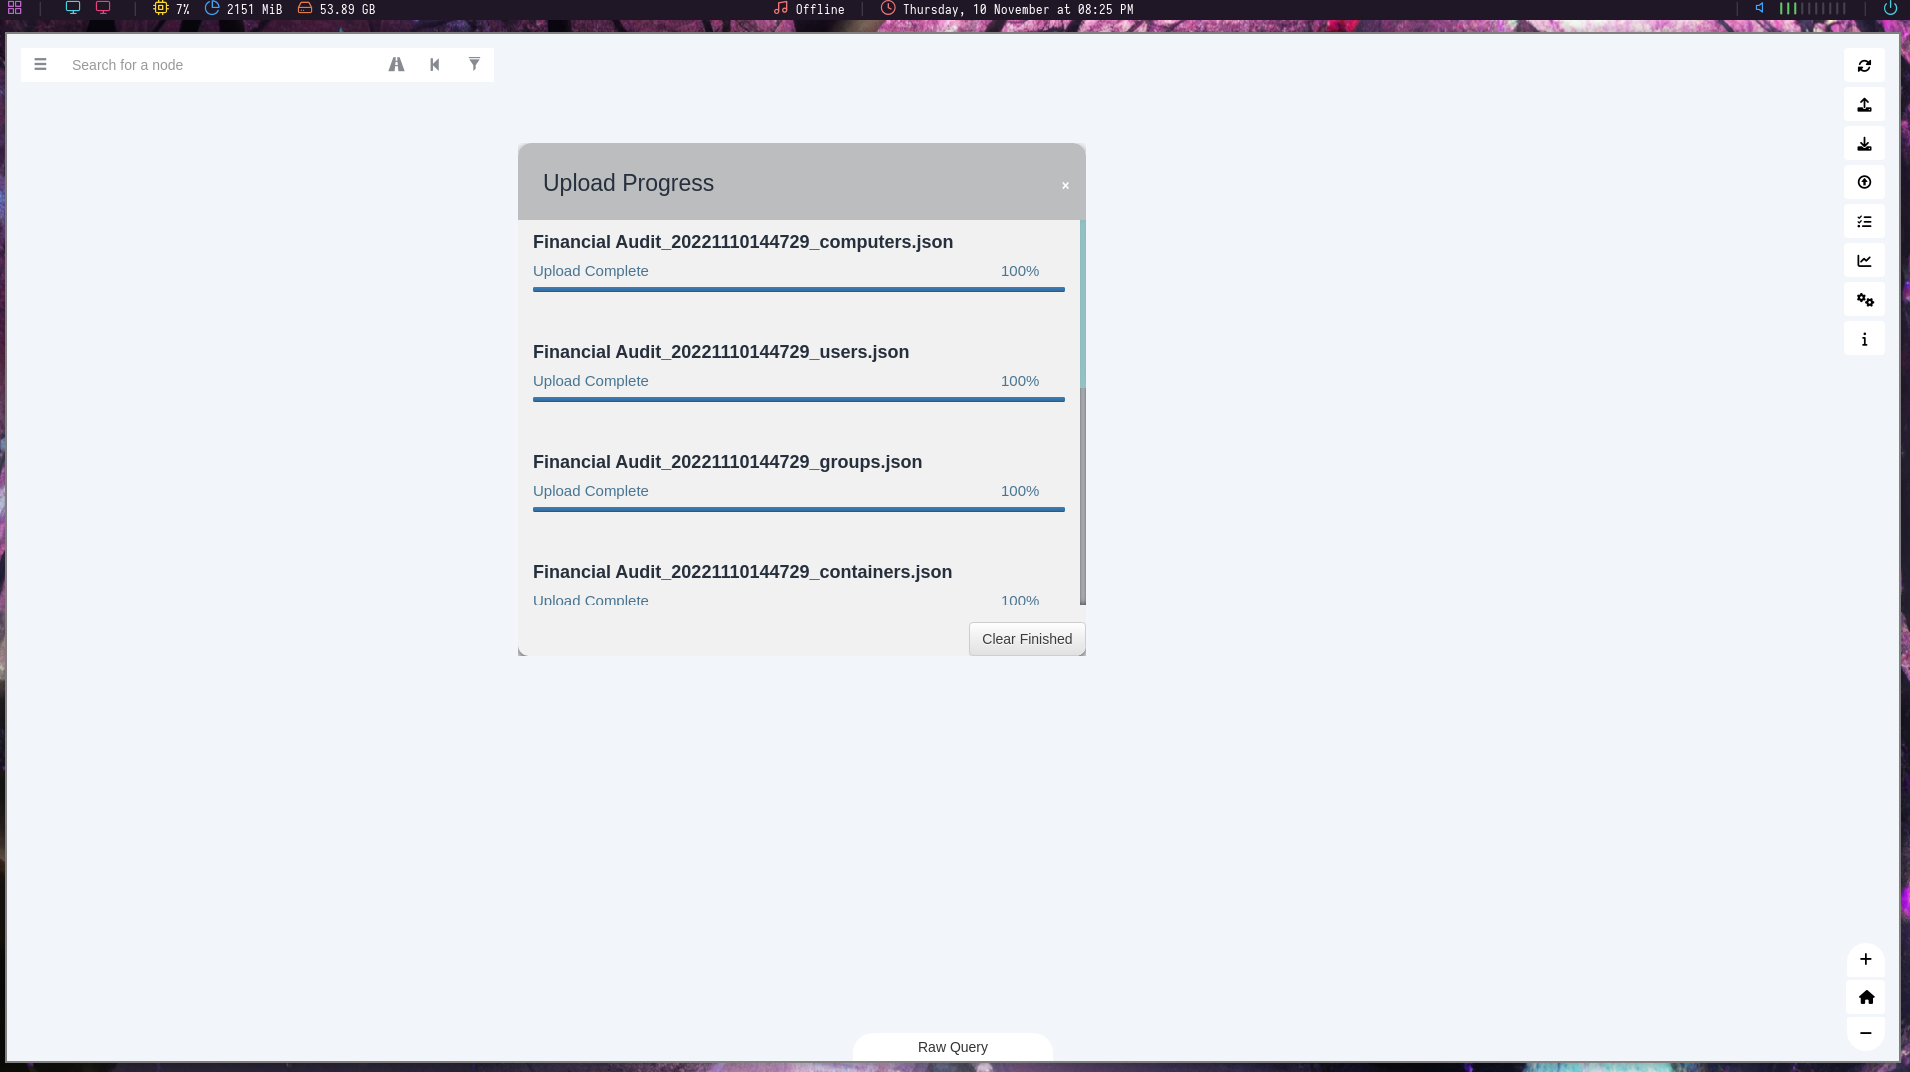 7% 2151 MiB 53.89 GB Offline Thursday, 10 November at 08:25 PM
Search for a node
Upload Progress ×
Financial Audit_20221110144729_computers.json
Upload Complete 100%
Financial Audit_20221110144729_users.json
Upload Complete 100%
Financial Audit_20221110144729_groups.json
Upload Complete 100%
Financial Audit_20221110144729_containers.json
Upload Complete 100%
Clear Finished
Raw Query